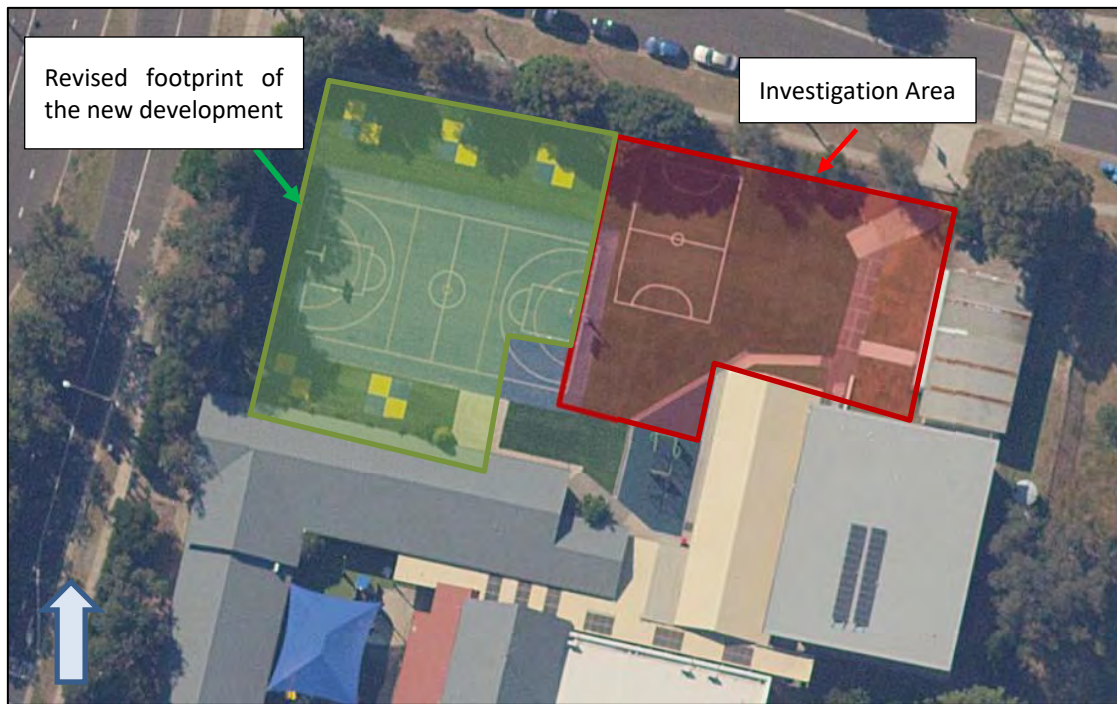 Revised footprint of
the new development
Investigation Area